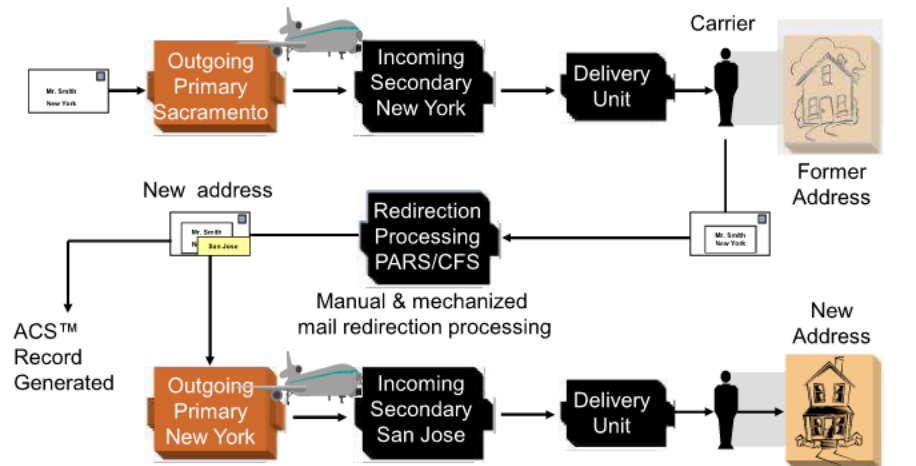 Carrier
Outgoing
Primary
Sacramento
Incoming
Secondary
New York
Delivery
Unit
Mr. Smith
New York
Former
Address
New address
Redirection
Processing
PARS/CFS
Mr. Smith
San Jose
Mr. Smith
New York
Manual & mechanized
mail redirection processing
New
Address
ACS™
Record
Generated
Outgoing
Primary
New York
Incoming
Secondary
San Jose
Delivery
Unit